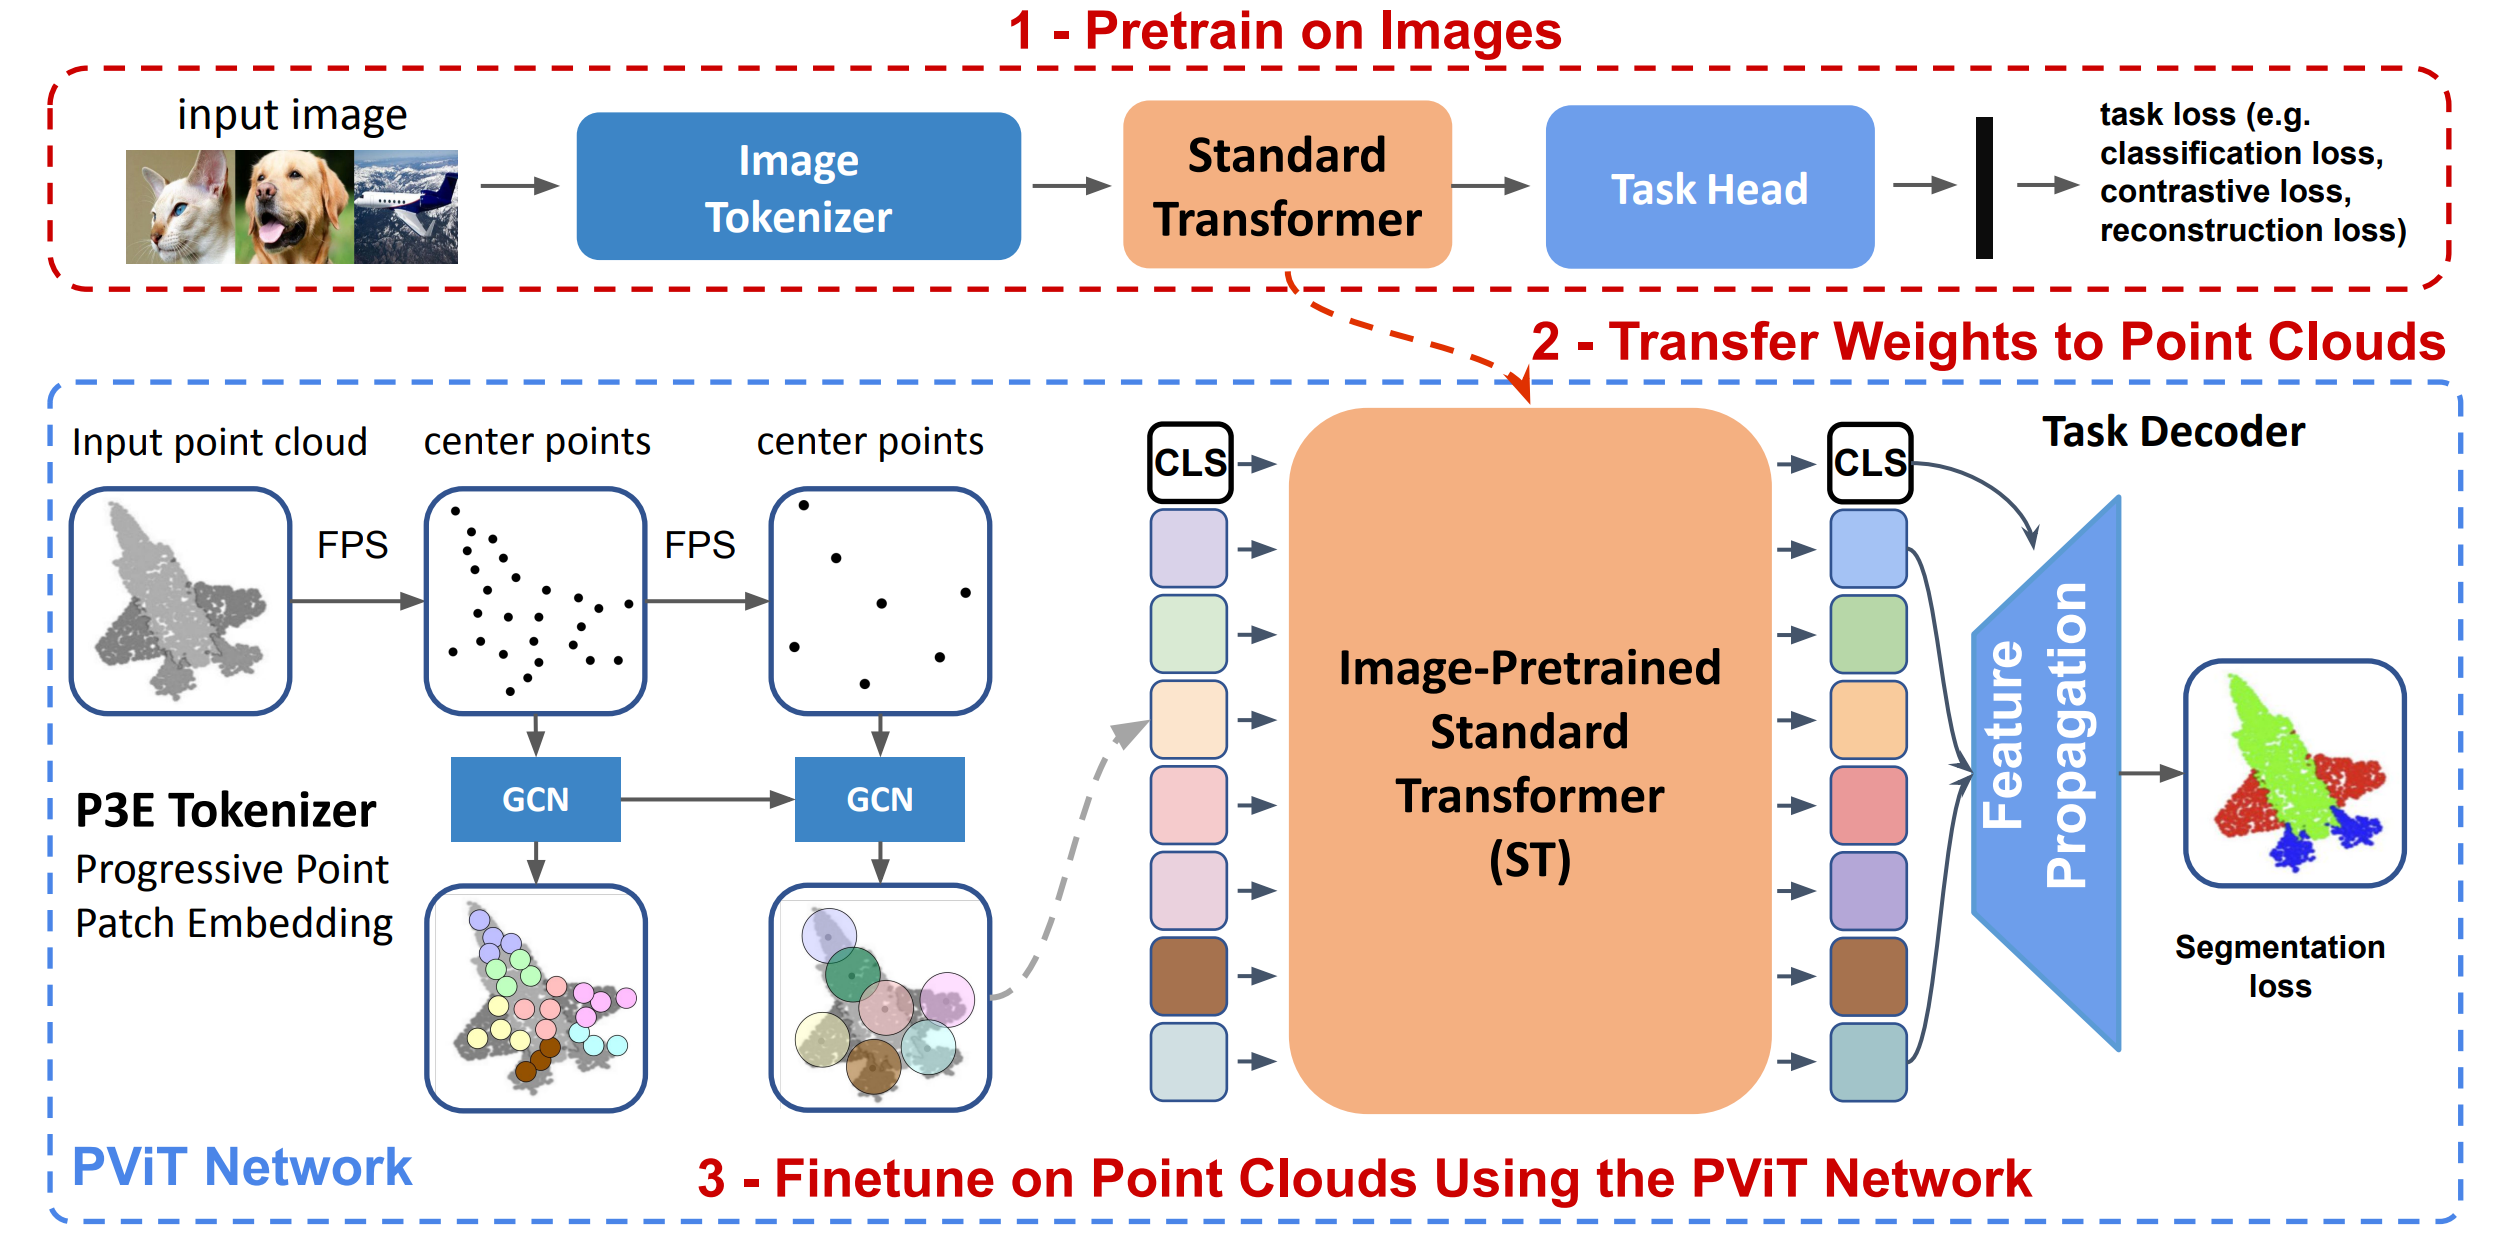 1 - Pretrain on Images
input image
Image
Tokenizer
Standard
Transformer
Task Head
task loss (e.g.
classification loss,
contrastive loss,
reconstruction loss)
2 - Transfer Weights to Point Clouds
Input point cloud
center points
center points
FPS
FPS
GCN
GCN
P3E Tokenizer
Progressive Point
Patch Embedding
CLS
Image-Pretrained
Standard
Transformer
(ST)
CLS
Task Decoder
Feature
Propagation
Segmentation
loss
PViT Network
3 - Finetune on Point Clouds Using the PViT Network